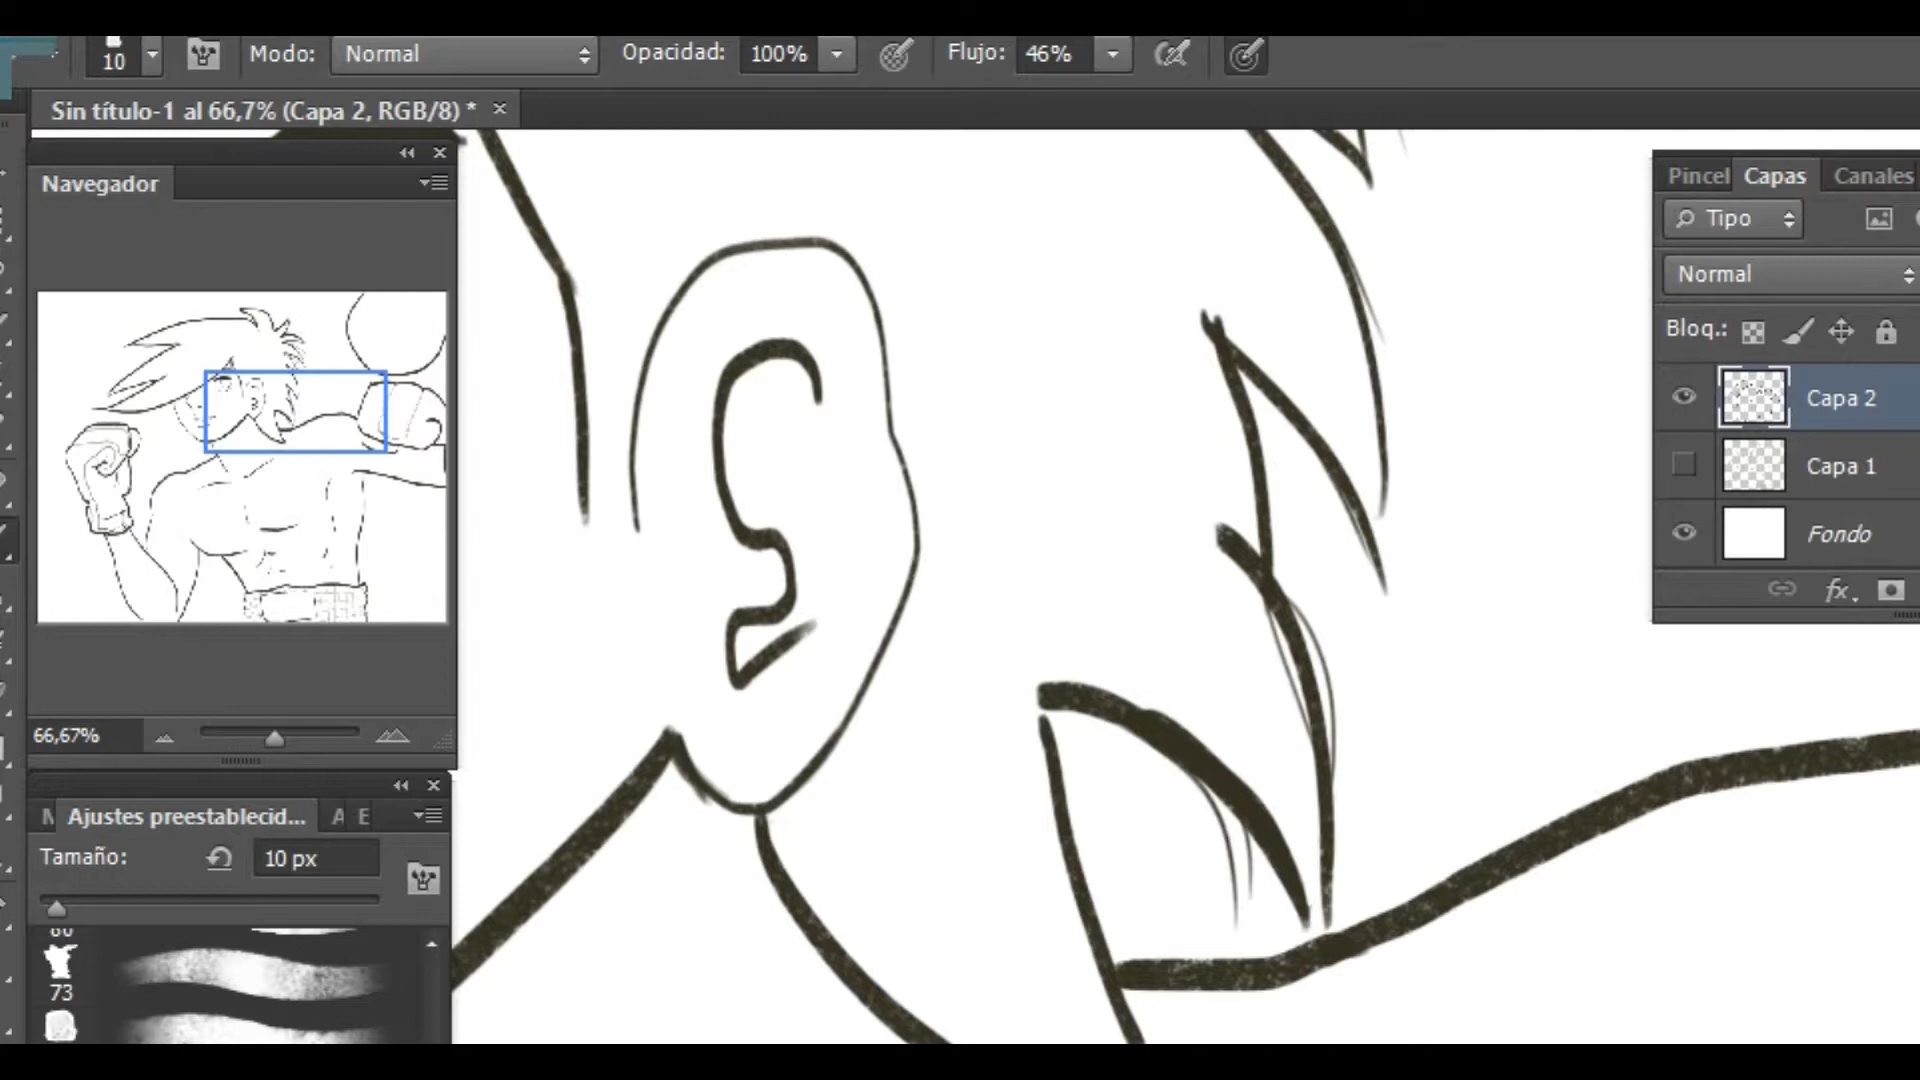 10 Modo: Normal Opacidad: 100% Flujo: 46%
Sin título-1 al 66,7% (Capa 2, RGB/8) * ×
Navegador
66,67%
Ajustes preestablecid... A E
Tamaño: 10 px
73
Pincel Capas Canales
Tipo
Normal
Bloq.:
Capa 2
Capa 1
Fondo
fx.